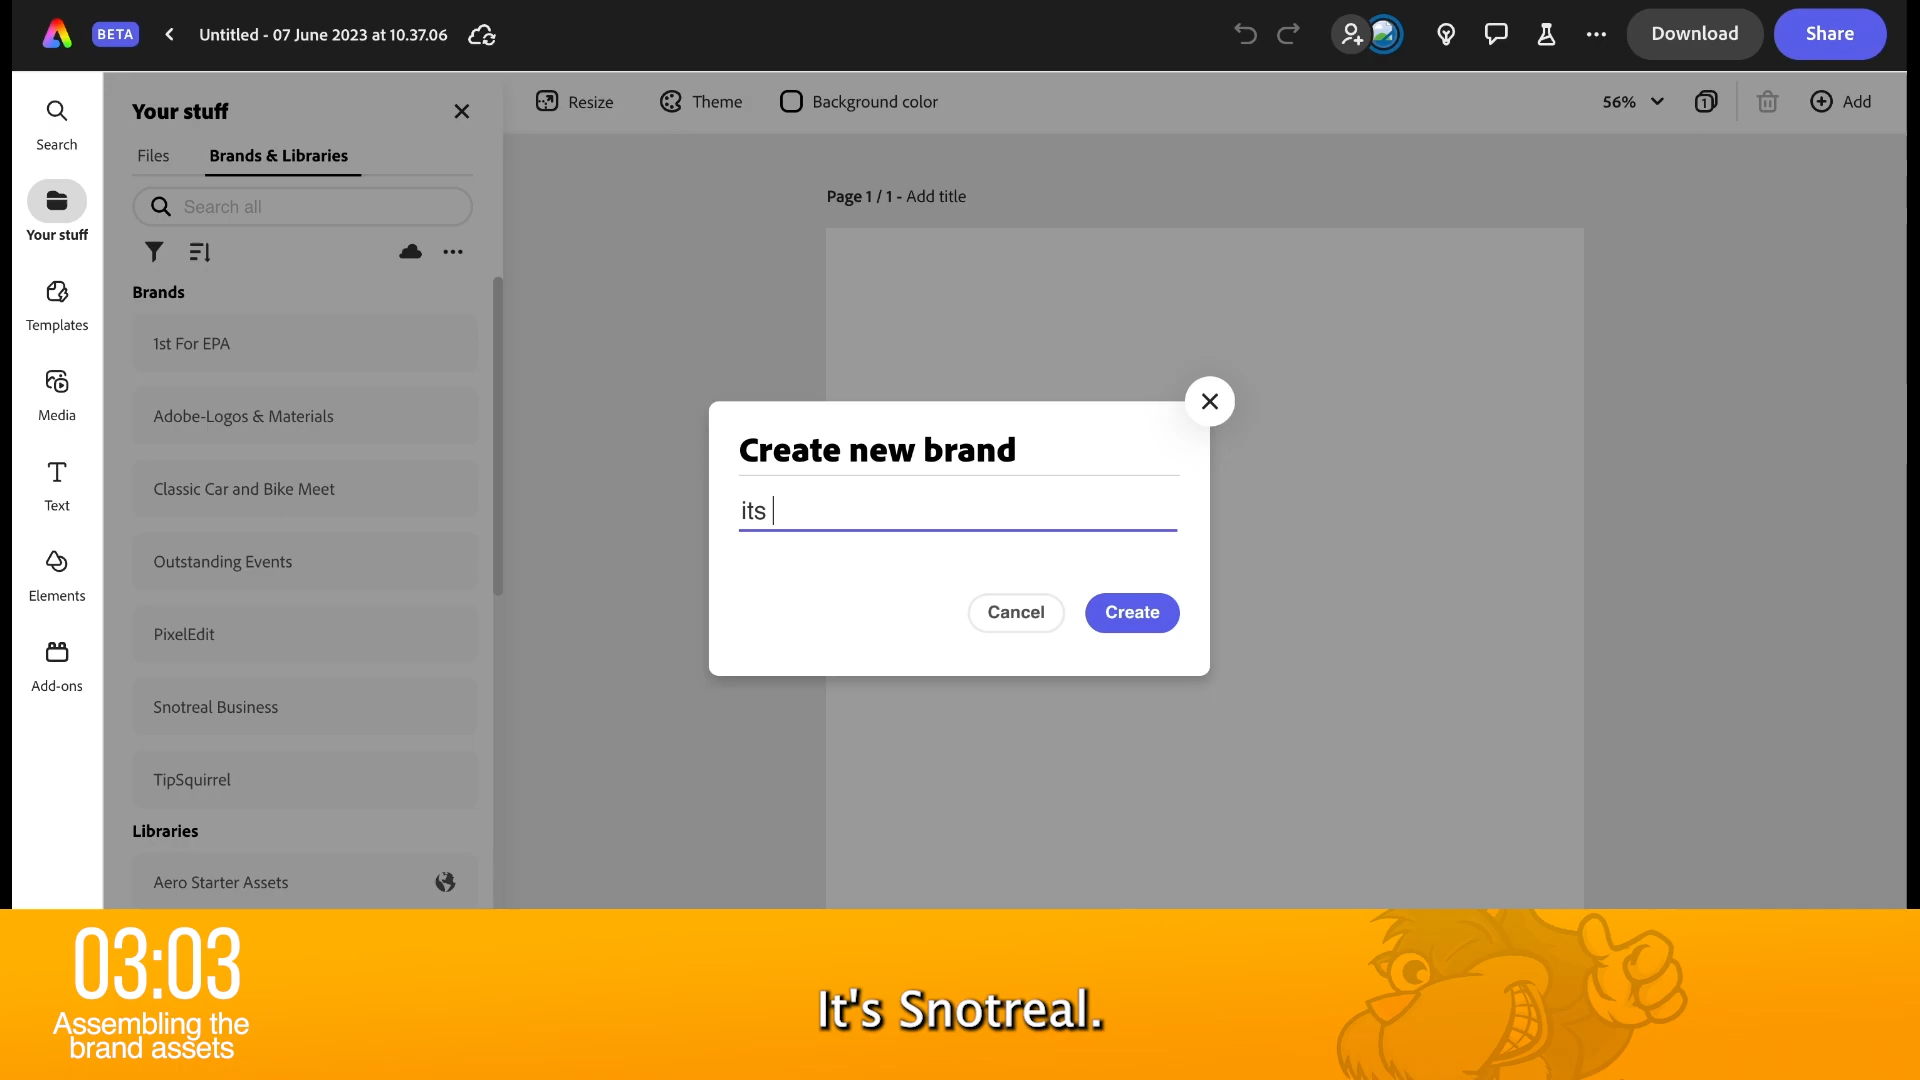 BETA
Untitled - 07 June 2023 at 10.37.06
Download
Share
Search
Your stuff
Templates
Media
Text
Elements
Add-ons
Your stuff
Files
Brands & Libraries
Search all
Brands
1st For EPA
Adobe-Logos & Materials
Classic Car and Bike Meet
Outstanding Events
PixelEdit
Snotreal Business
TipSquirrel
Libraries
Aero Starter Assets
Resize
Theme
Background color
56%
1
Add
Page 1 / 1 - Add title
Create new brand
its
Cancel
Create
03:03
Assembling the
brand assets
It's Snotreal.